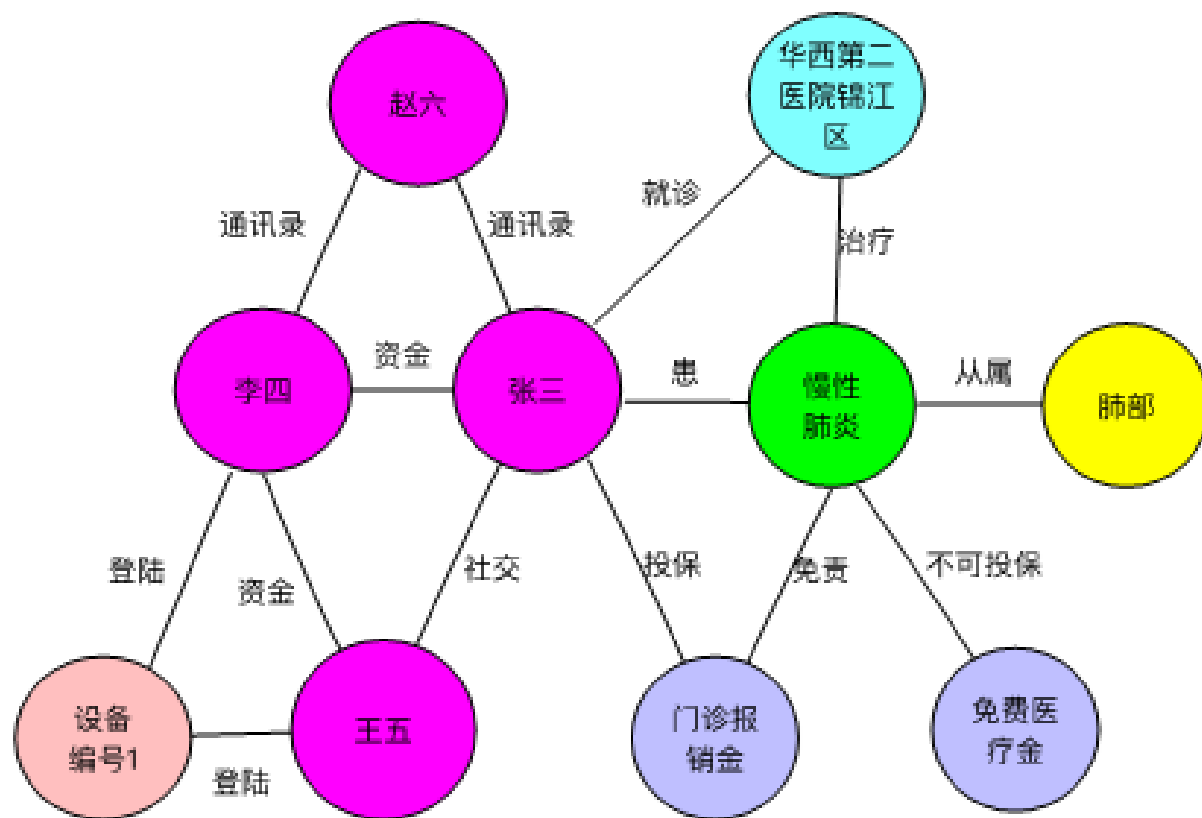 华西第二
医院锦江
区
赵六
就诊
通讯录
通讯录
治疗
资金
患
从属
李四
张三
慢性
肺炎
肺部
登陆
资金
社交
投保
免责
不可投保
设备
编号1
王五
门诊报
销金
免费医
疗金
登陆